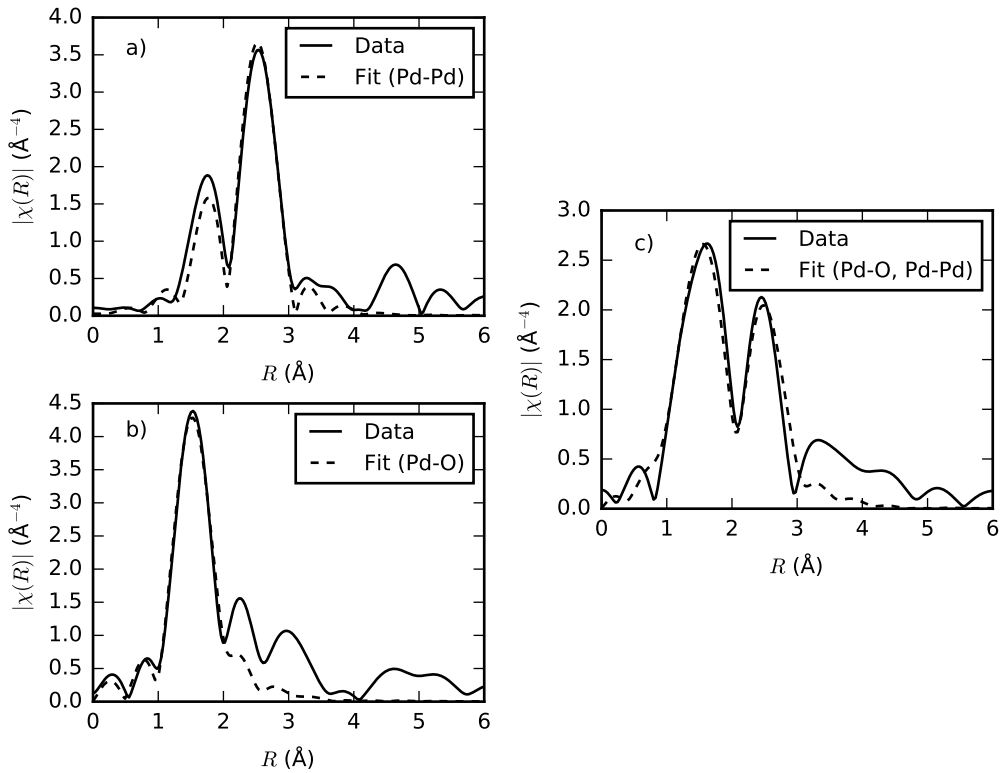 a)
Data
Fit (Pd-Pd)
4.0
3.5
3.0
2.5
2.0
1.5
1.0
0.5
0.0
|χ(R)| (Å⁻⁴)
0 1 2 3 4 5 6
R (Å)
b)
Data
Fit (Pd-O)
4.5
4.0
3.5
3.0
2.5
2.0
1.5
1.0
0.5
0.0
|χ(R)| (Å⁻⁴)
0 1 2 3 4 5 6
R (Å)
c)
Data
Fit (Pd-O, Pd-Pd)
3.0
2.5
2.0
1.5
1.0
0.5
0.0
|χ(R)| (Å⁻⁴)
0 1 2 3 4 5 6
R (Å)